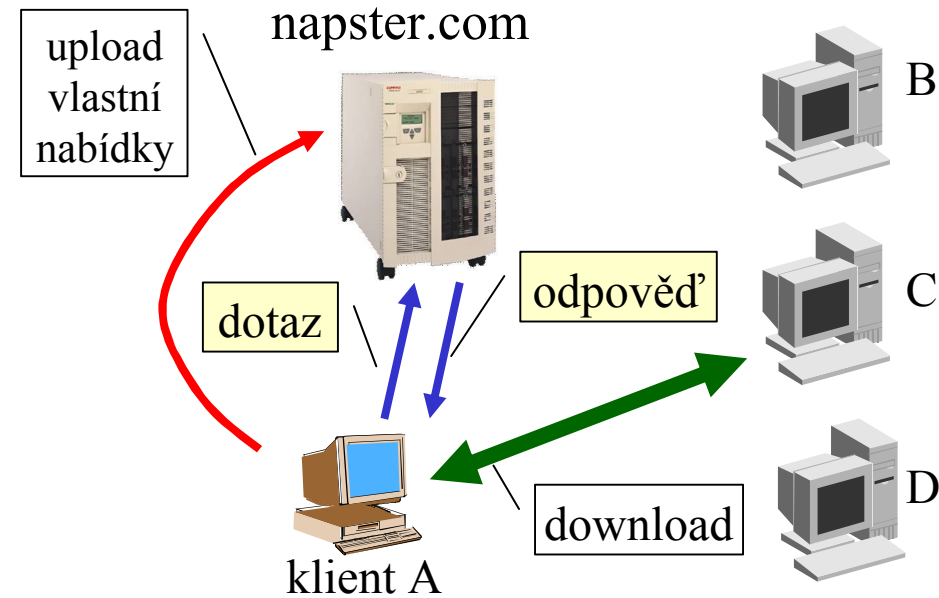 napster.com
upload
vlastní
nabídky
B
dotaz
odpověď
C
download
D
klient A